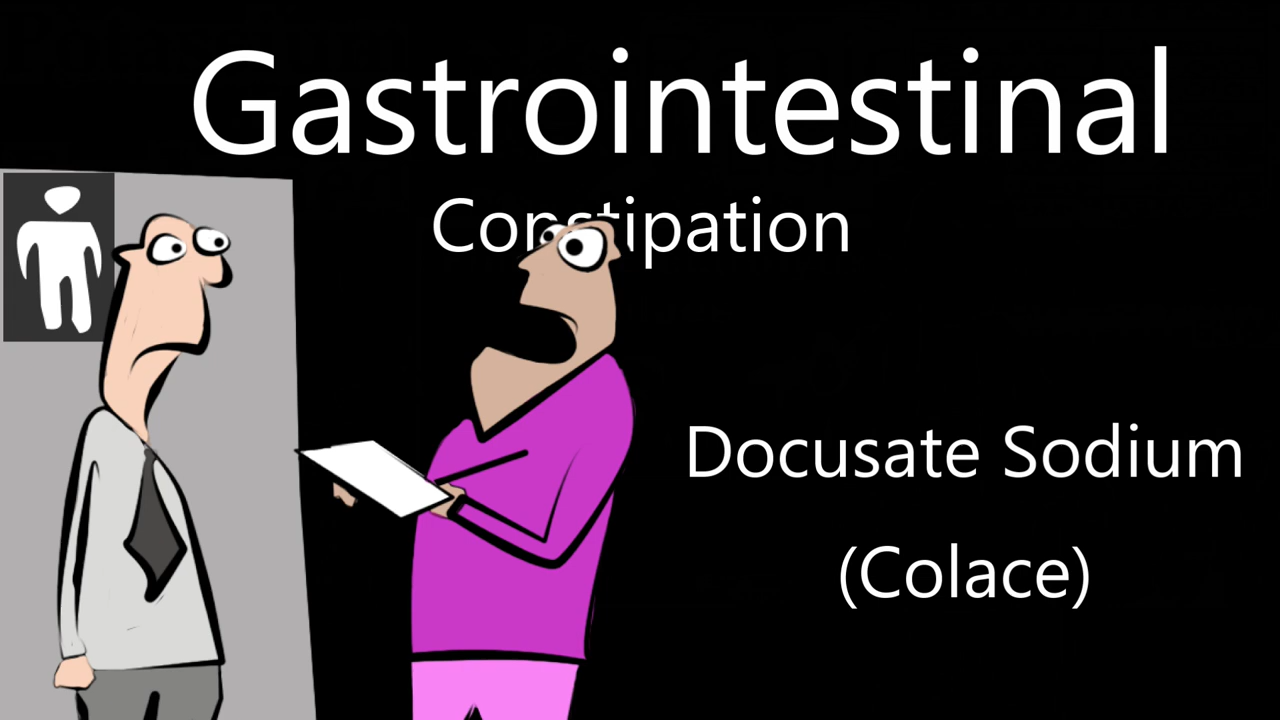 Gastrointestinal
Constipation
Docusate Sodium
(Colace)